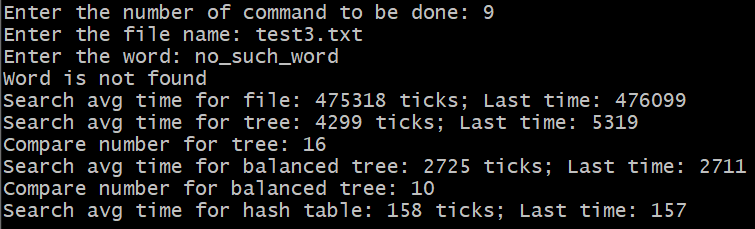 Enter the number of command to be done: 9
Enter the file name: test3.txt
Enter the word: no_such_word
Word is not found
Search avg time for file: 475318 ticks; Last time: 476099
Search avg time for tree: 4299 ticks; Last time: 5319
Compare number for tree: 16
Search avg time for balanced tree: 2725 ticks; Last time: 2711
Compare number for balanced tree: 10
Search avg time for hash table: 158 ticks; Last time: 157